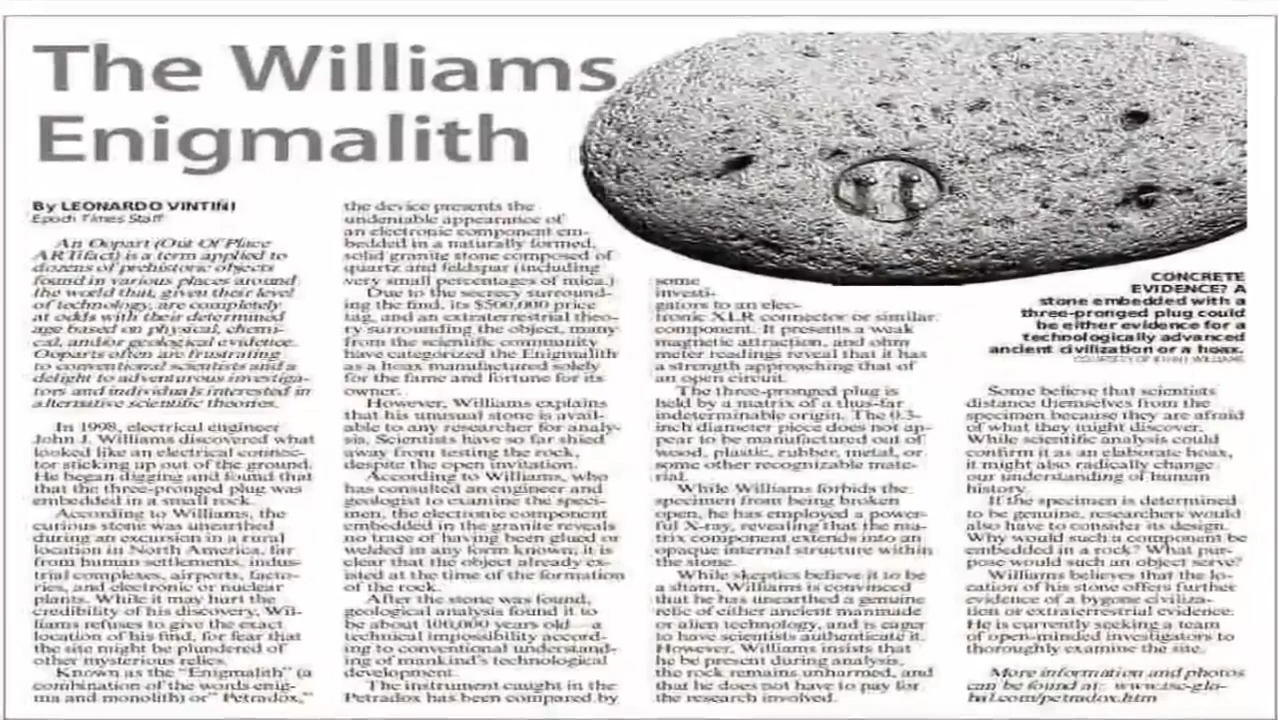 The Williams
Enigmalith
By LEONARDO VINTIÑI
Epoch Times Staff
An Oopart (Out Of Place
ARTifact) is a term applied to
dozens of prehistoric objects
found in various places around
the world that, given their level
of technology, are completely
at odds with their determined
age based on physical, chemi-
cal, and/or geological evidence.
Ooparts often are frustrating
to conventional scientists and a
delight to adventurous investiga-
tors and individuals interested in
alternative scientific theories.
In 1998, electrical engineer
John J. Williams discovered what
looked like an electrical connec-
tor sticking up out of the ground.
He began digging and found that
that the three-pronged plug was
embedded in a small rock.
According to Williams, the
curious stone was unearthed
during an excursion in a rural
location in North America, far
from human settlements, indus-
trial complexes, airports, facto-
ries, and electronic or nuclear
plants. While it may hurt the
credibility of his discovery, Wil-
liams refuses to give the exact
location of his find, for fear that
the site might be plundered of
other mysterious relics.
Known as the "Enigmalith" (a
combination of the words enig-
ma and monolith) or" Petradox,"
the device presents the
undeniable appearance of
an electronic component em-
bedded in a naturally formed,
solid granite stone composed of
quartz and feldspar (including
very small percentages of mica.)
Due to the secrecy surround-
ing the find, its $500,000 price
tag, and an extraterrestrial theo-
ry surrounding the object, many
from the scientific community
have categorized the Enigmalith
as a hoax manufactured solely
for the fame and fortune for its
owner.
However, Williams explains
that his unusual stone is avail-
able to any researcher for analy-
sis. Scientists have so far shied
away from testing the rock,
despite the open invitation.
According to Williams, who
has consulted an engineer and
geologist to examine the speci-
men, the electronic component
embedded in the granite reveals
no trace of having been glued or
welded in any form known; it is
clear that the object already ex-
isted at the time of the formation
of the rock.
After the stone was found,
geological analysis found it to
be about 100,000 years old—a
technical impossibility accord-
ing to conventional understand-
ing of mankind's technological
development.
The instrument caught in the
Petradox has been compared by
some
investi-
gators to an elec-
tronic XLR connector or similar
component. It presents a weak
magnetic attraction, and ohm
meter readings reveal that it has
a strength approaching that of
an open circuit.
The three-pronged plug is
held by a matrix of a thus-far
indeterminable origin. The 0.3-
inch diameter piece does not ap-
pear to be manufactured out of
wood, plastic, rubber, metal, or
some other recognizable mate-
rial.
While Williams forbids the
specimen from being broken
open, he has employed a power-
ful X-ray, revealing that the ma-
trix component extends into an
opaque internal structure within
the stone.
While skeptics believe it to be
a sham, Williams is convinced
that he has unearthed a genuine
relic of either ancient manmade
or alien technology, and is eager
to have scientists authenticate it.
However, Williams insists that
he be present during analysis,
the rock remains unharmed, and
that he does not have to pay for
the research involved.
CONCRETE
EVIDENCE? A
stone embedded with a
three-pronged plug could
be either evidence for a
technologically advanced
ancient civilization or a hoax.
COURTESY OF JOHN J. WILLIAMS
Some believe that scientists
distance themselves from the
specimen because they are afraid
of what they might discover.
While scientific analysis could
confirm it as an elaborate hoax,
it might also radically change
our understanding of human
history.
If the specimen is determined
to be genuine, researchers would
also have to consider its design.
Why would such a component be
embedded in a rock? What pur-
pose would such an object serve?
Williams believes that the lo-
cation of his stone offers further
evidence of a bygone civiliza-
tion or extraterrestrial evidence.
He is currently seeking a team
of open-minded investigators to
thoroughly examine the site.
More information and photos
can be found at: www.tsc-glo-
bal.com/petradox.htm